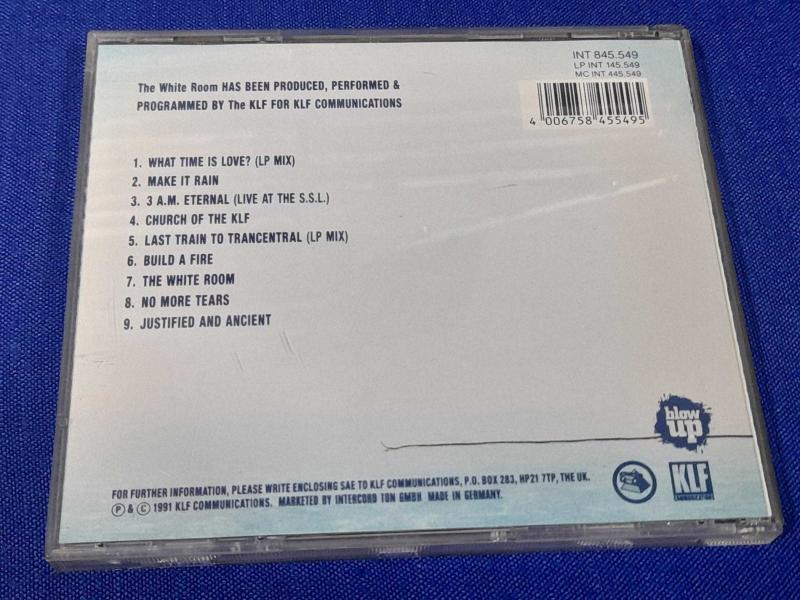 INT 845.549
LP INT 145.549
MC INT 445.549
4 006758 455495
The White Room HAS BEEN PRODUCED, PERFORMED &
PROGRAMMED BY The KLF FOR KLF COMMUNICATIONS
1. WHAT TIME IS LOVE? (LP MIX)
2. MAKE IT RAIN
3. 3 A.M. ETERNAL (LIVE AT THE S.S.L.)
4. CHURCH OF THE KLF
5. LAST TRAIN TO TRANCENTRAL (LP MIX)
6. BUILD A FIRE
7. THE WHITE ROOM
8. NO MORE TEARS
9. JUSTIFIED AND ANCIENT
blow
up
FOR FURTHER INFORMATION, PLEASE WRITE ENCLOSING SAE TO KLF COMMUNICATIONS, P.O. BOX 283, HP21 7TP, THE UK.
℗ & © 1991 KLF COMMUNICATIONS. MARKETED BY INTERCORD TON GMBH MADE IN GERMANY.
KLF
COMMUNICATIONS